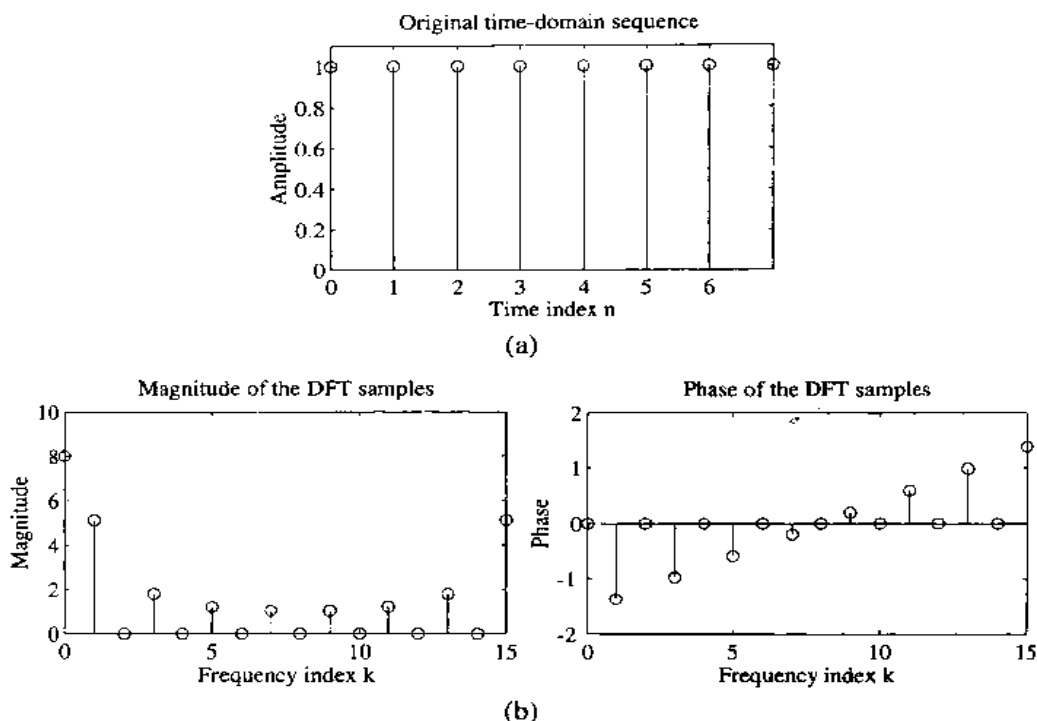 Original time-domain sequence
1
0.8
0.6
0.4
0.2
0
Amplitude
0 1 2 3 4 5 6
Time index n
(a)
Magnitude of the DFT samples
10
8
6
4
2
0
Magnitude
0 5 10 15
Frequency index k
Phase of the DFT samples
2
1
0
-1
-2
Phase
0 5 10 15
Frequency index k
(b)